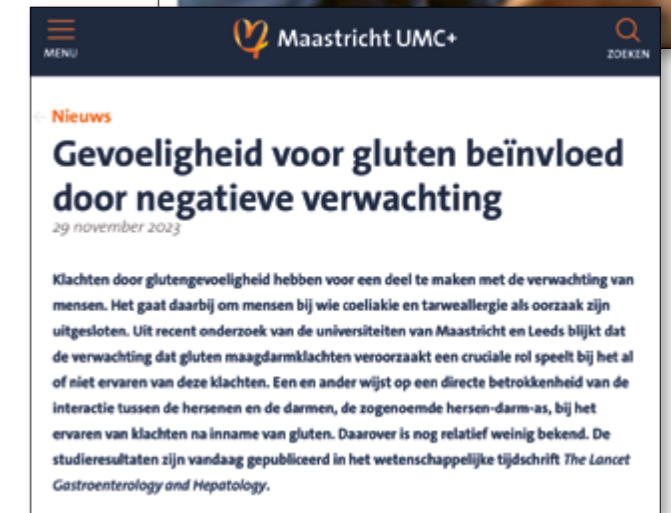 MENU
Maastricht UMC+
ZOEKEN
← Nieuws
Gevoeligheid voor gluten beïnvloed
door negatieve verwachting
29 november 2023
Klachten door glutengevoeligheid hebben voor een deel te maken met de verwachting van
mensen. Het gaat daarbij om mensen bij wie coeliakie en tarweallergie als oorzaak zijn
uitgesloten. Uit recent onderzoek van de universiteiten van Maastricht en Leeds blijkt dat
de verwachting dat gluten maagdarmklachten veroorzaakt een cruciale rol speelt bij het al
of niet ervaren van deze klachten. Een en ander wijst op een directe betrokkenheid van de
interactie tussen de hersenen en de darmen, de zogenoemde hersen-darm-as, bij het
ervaren van klachten na inname van gluten. Daarover is nog relatief weinig bekend. De
studieresultaten zijn vandaag gepubliceerd in het wetenschappelijke tijdschrift The Lancet
Gastroenterology and Hepatology.